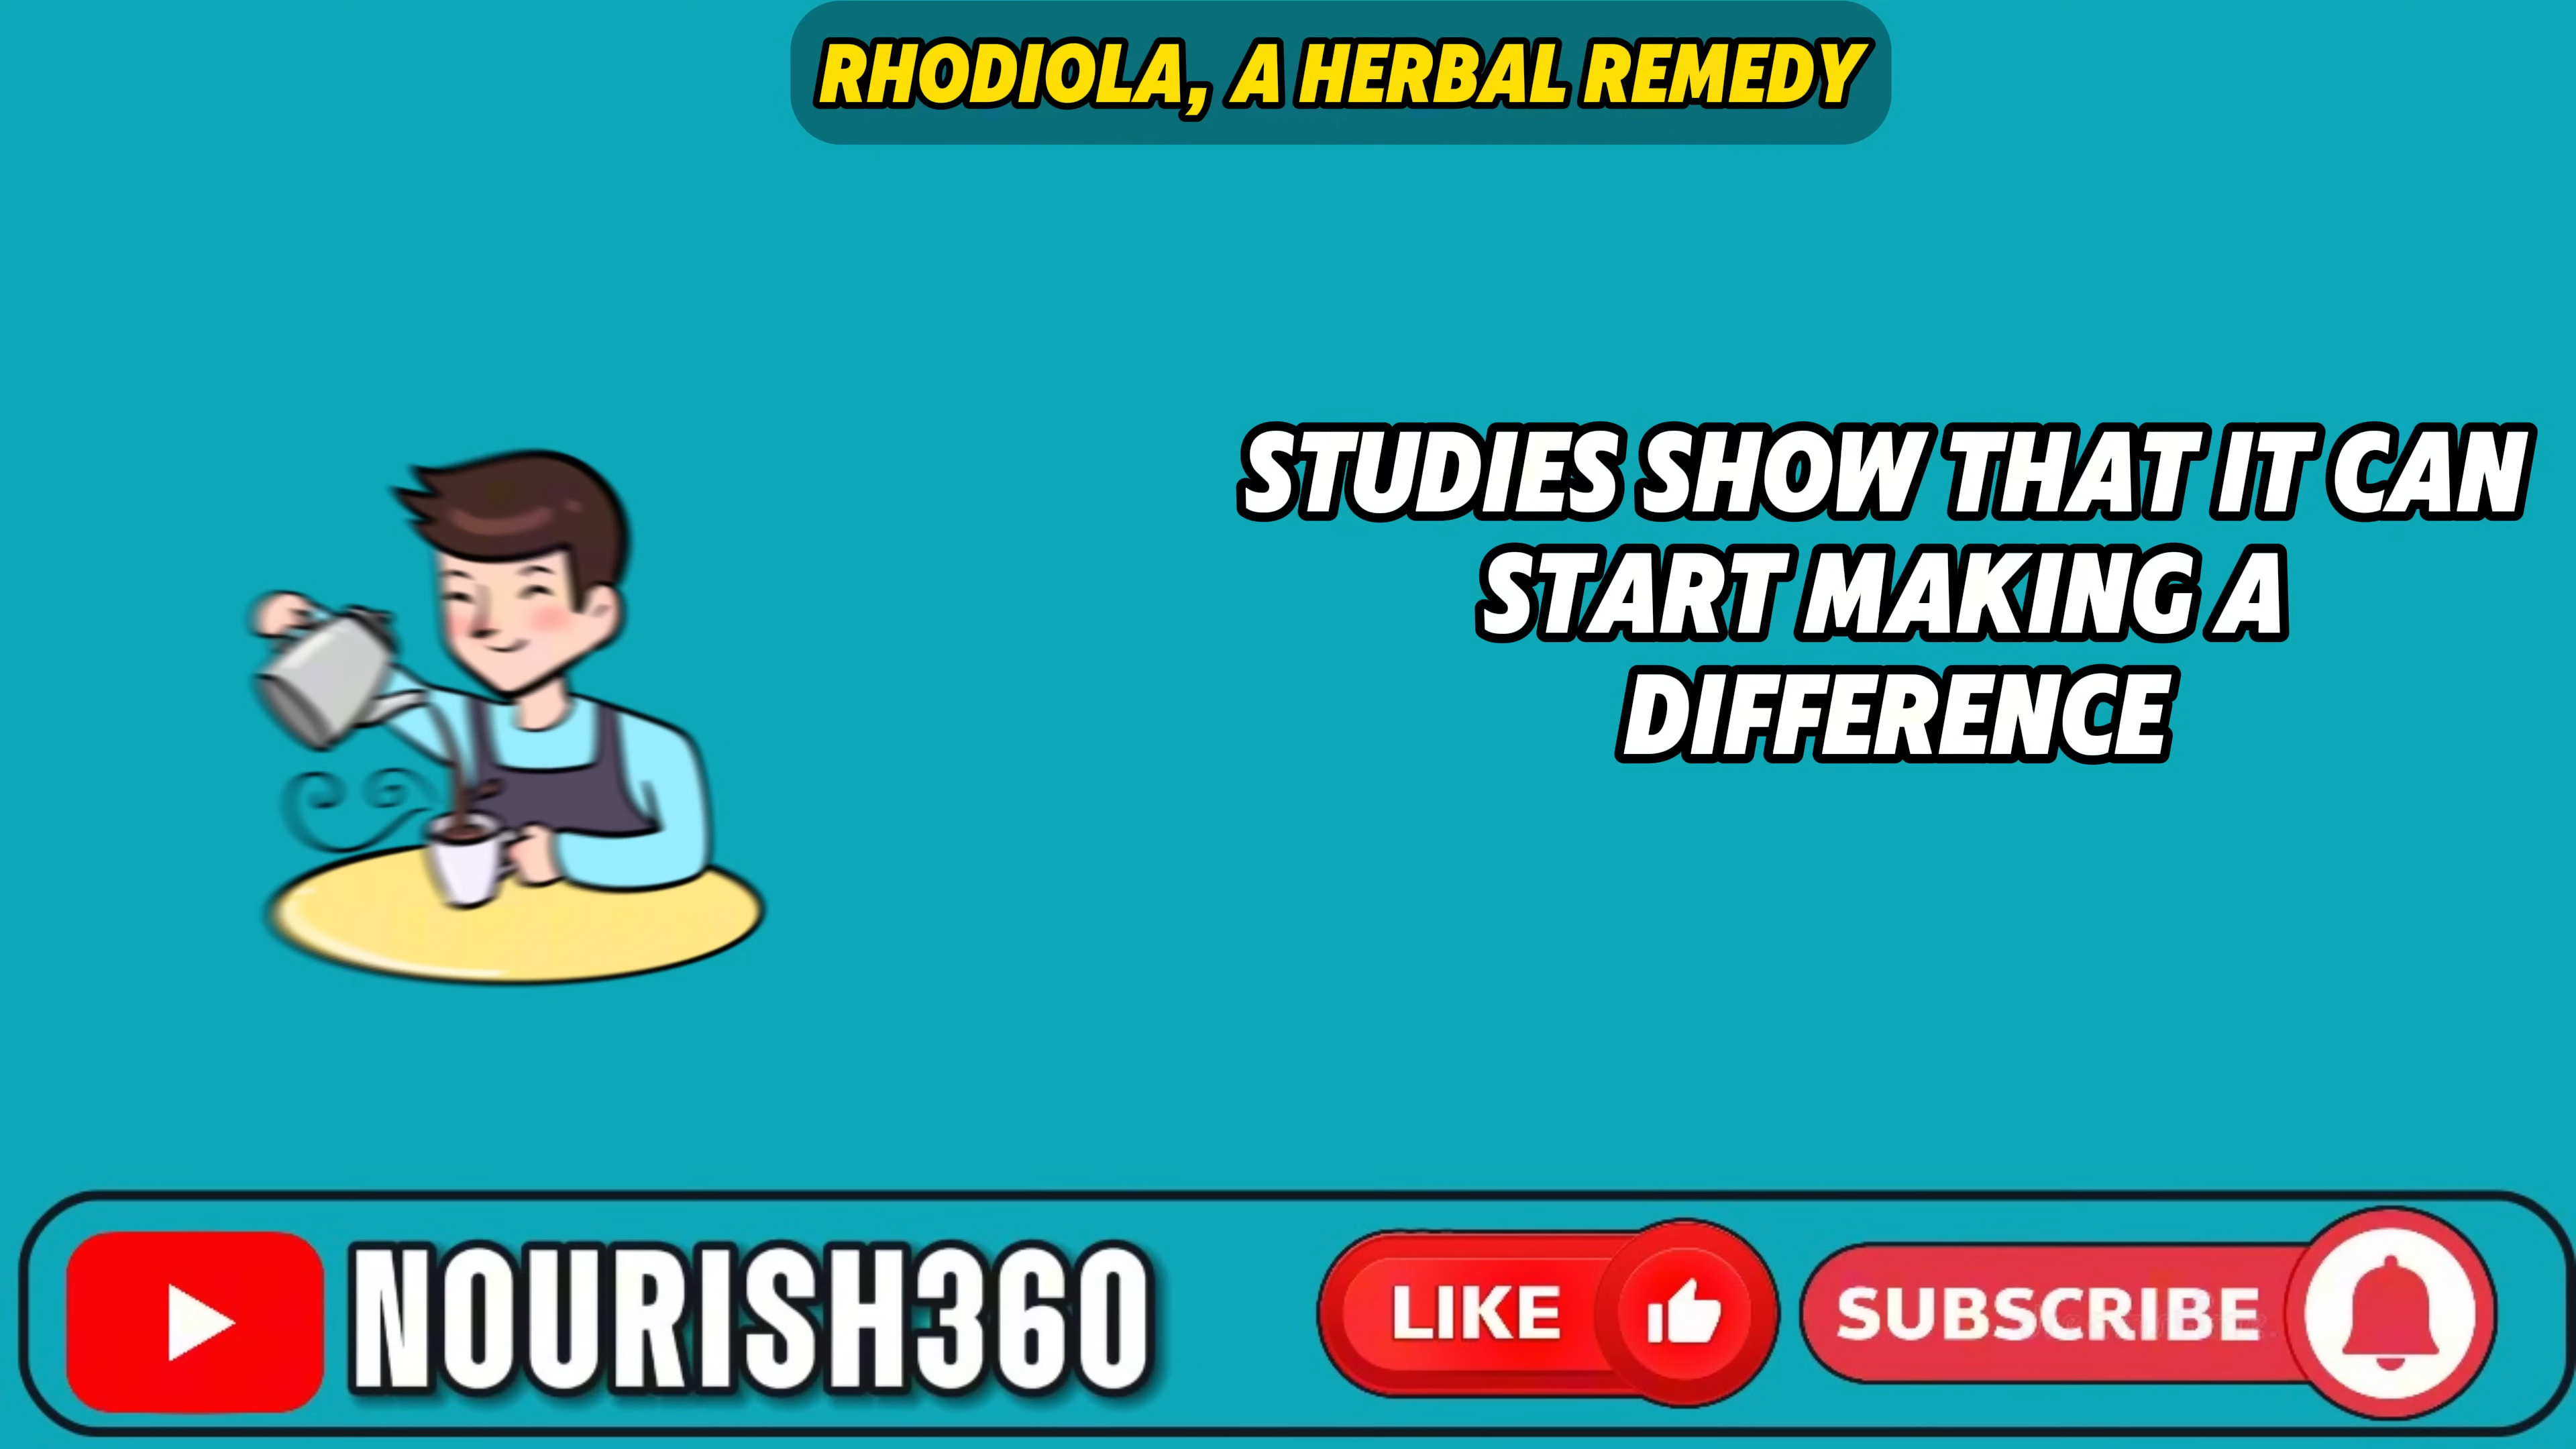 RHODIOLA, A HERBAL REMEDY
STUDIES SHOW THAT IT CAN
START MAKING A
DIFFERENCE
NOURISH360
LIKE
SUBSCRIBE